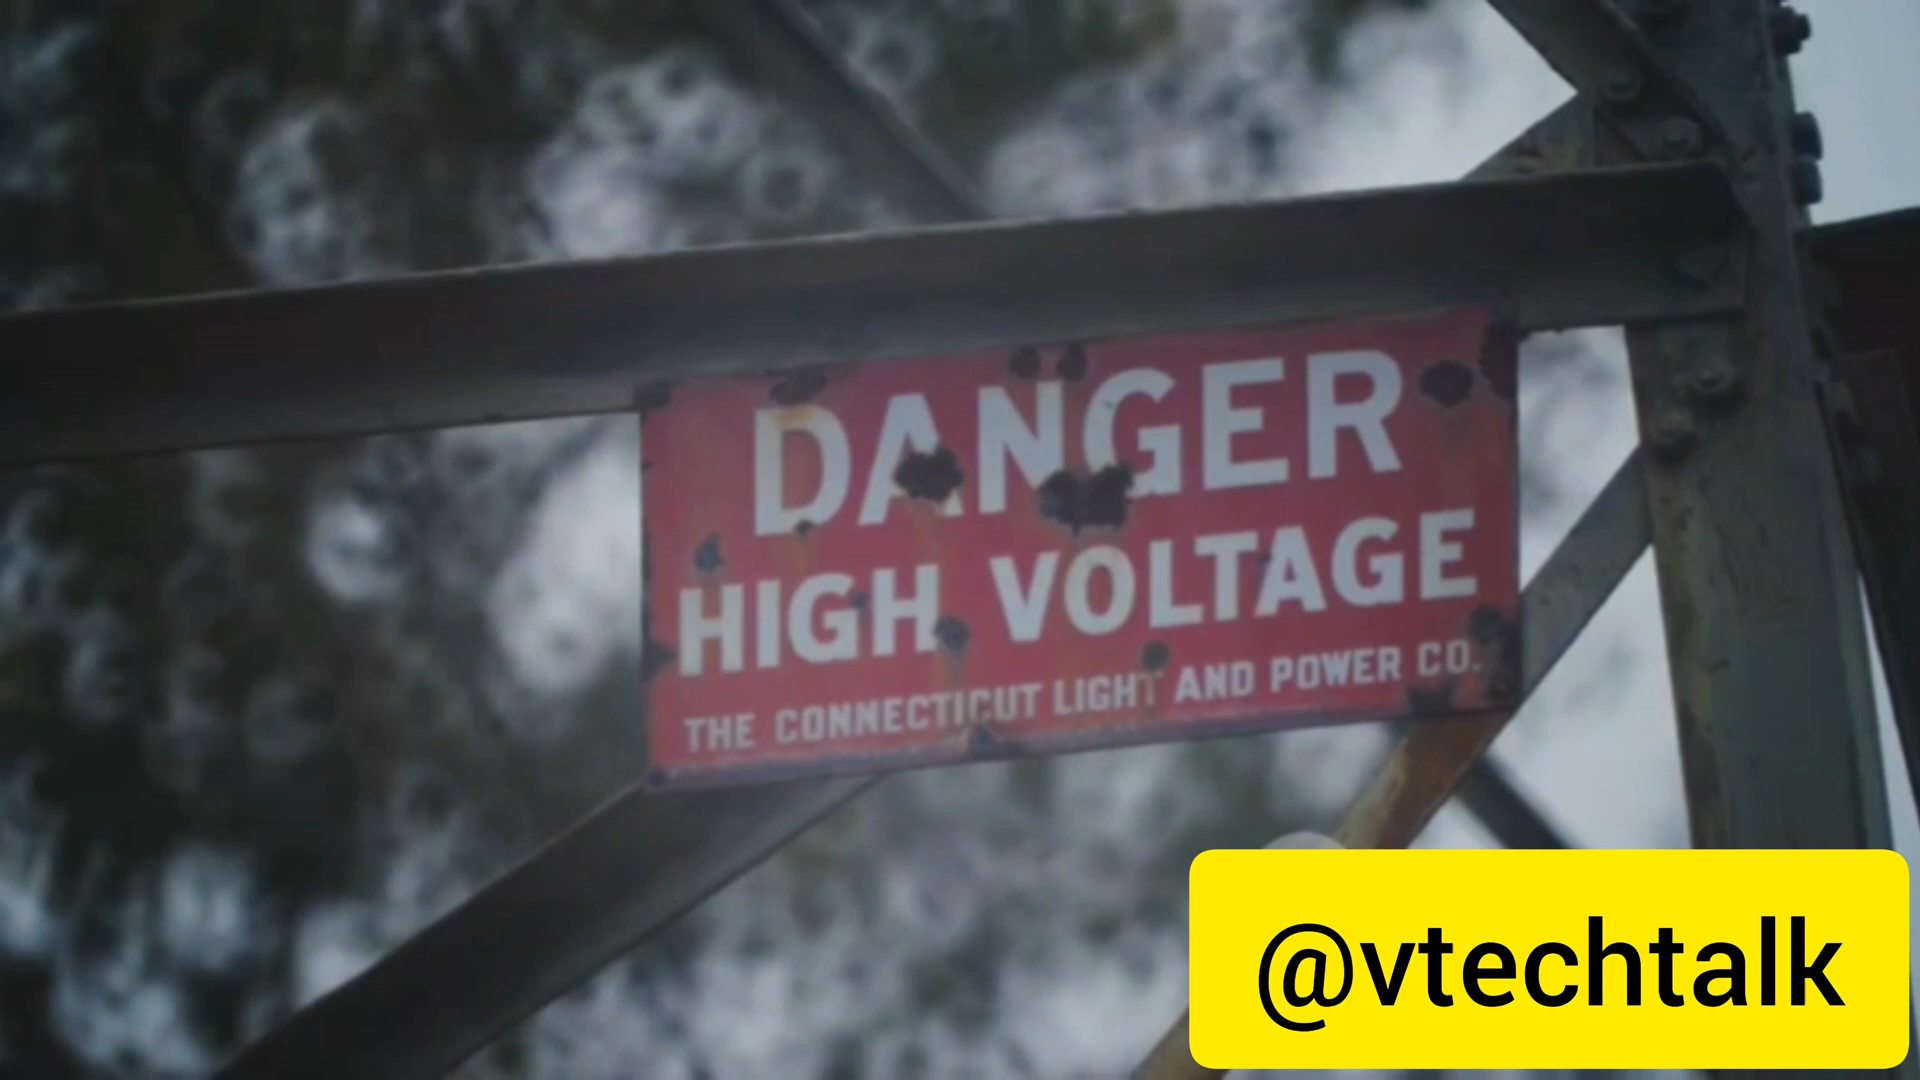 DANGER
HIGH VOLTAGE
THE CONNECTICUT LIGHT AND POWER CO.
@vtechtalk